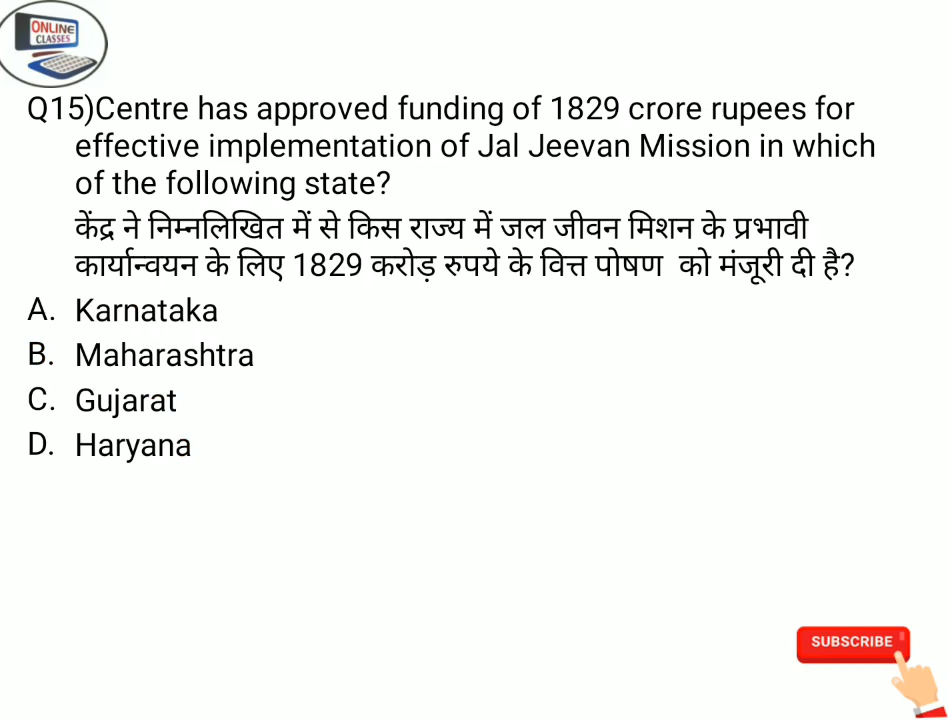 ONLINE
CLASSES
Q15)Centre has approved funding of 1829 crore rupees for
effective implementation of Jal Jeevan Mission in which
of the following state?
केंद्र ने निम्नलिखित में से किस राज्य में जल जीवन मिशन के प्रभावी
कार्यान्वयन के लिए 1829 करोड़ रुपये के वित्त पोषण को मंजूरी दी है?
A. Karnataka
B. Maharashtra
C. Gujarat
D. Haryana
SUBSCRIBE